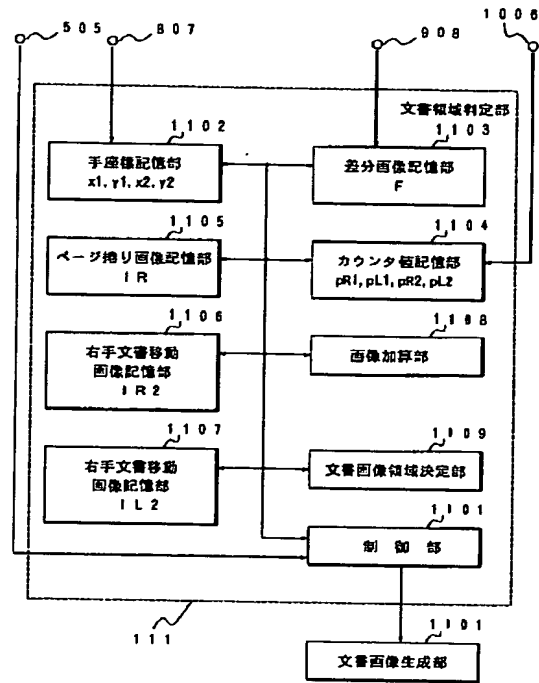 505
807
908
1006
文書領域判定部
1102
手座標記憶部
x1, y1, x2, y2
1103
差分画像記憶部
F
1105
ページ捲り画像記憶部
IR
1104
カウンタ値記憶部
pR1, pL1, pR2, pL2
1106
右手文書移動
画像記憶部
IR2
1108
画像加算部
1107
右手文書移動
画像記憶部
IL2
1109
文書画像領域決定部
1101
制御部
111
1101
文書画像生成部